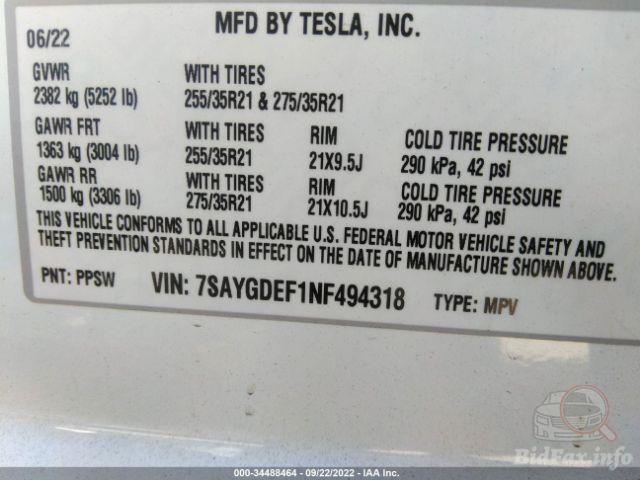 MFD BY TESLA, INC.
06/22
GVWR WITH TIRES
2382 kg (5252 lb) 255/35R21 & 275/35R21
GAWR FRT WITH TIRES RIM COLD TIRE PRESSURE
1363 kg (3004 lb) 255/35R21 21X9.5J 290 kPa, 42 psi
GAWR RR WITH TIRES RIM COLD TIRE PRESSURE
1500 kg (3306 lb) 275/35R21 21X10.5J 290 kPa, 42 psi
THIS VEHICLE CONFORMS TO ALL APPLICABLE U.S. FEDERAL MOTOR VEHICLE SAFETY AND
THEFT PREVENTION STANDARDS IN EFFECT ON THE DATE OF MANUFACTURE SHOWN ABOVE.
PNT: PPSW VIN: 7SAYGDEF1NF494318 TYPE: MPV
BidFax.info
000-34488464 - 09/22/2022 - IAA Inc.